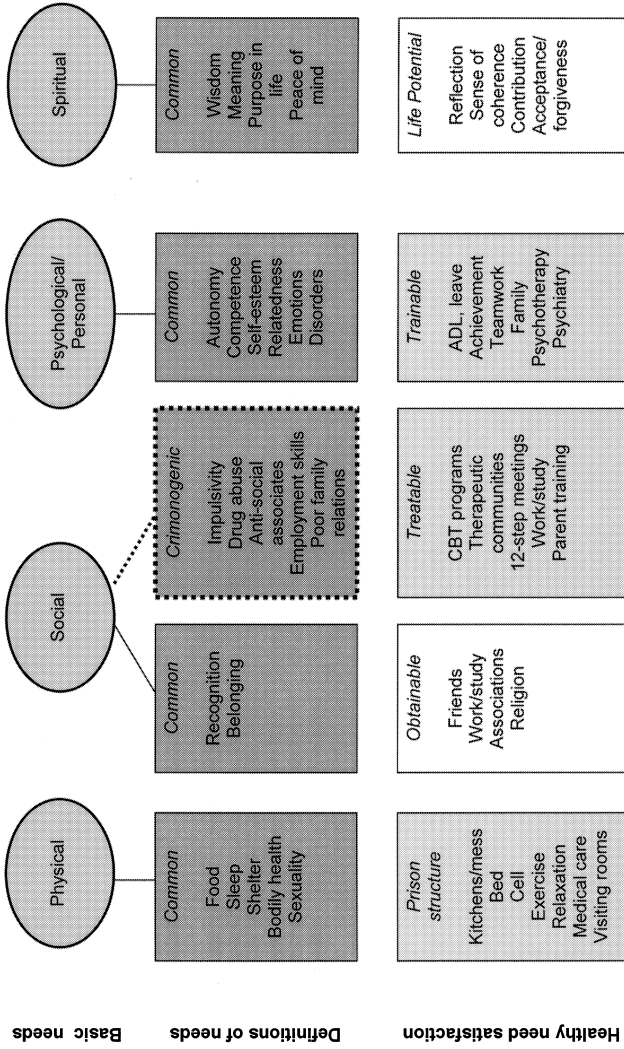 Basic needs
Physical
Social
Psychological/
Personal
Spiritual
Definitions of needs
Common
Food
Sleep
Shelter
Bodily health
Sexuality
Common
Recognition
Belonging
Crimonogenic
Impulsivity
Drug abuse
Anti-social
associates
Employment skills
Poor family
relations
Common
Autonomy
Competence
Self-esteem
Relatedness
Emotions
Disorders
Common
Wisdom
Meaning
Purpose in
life
Peace of
mind
Healthy need satisfaction
Prison
structure
Kitchens/mess
Bed
Cell
Exercise
Relaxation
Medical care
Visiting rooms
Obtainable
Friends
Work/study
Associations
Religion
Treatable
CBT programs
Therapeutic
communities
12-step meetings
Work/study
Parent training
Trainable
ADL, leave
Achievement
Teamwork
Family
Psychotherapy
Psychiatry
Life Potential
Reflection
Sense of
coherence
Contribution
Acceptance/
forgiveness